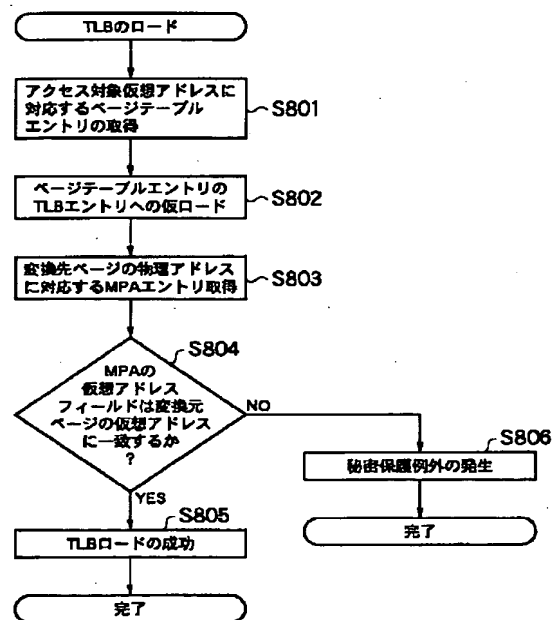 TLBのロード
アクセス対象仮想アドレスに
対応するページテーブル
エントリの取得
S801
ページテーブルエントリの
TLBエントリへの仮ロード
S802
変換先ページの物理アドレス
に対応するMPAエントリ取得
S803
S804
MPAの
仮想アドレス
フィールドは変換元
ページの仮想アドレス
に一致するか
?
NO
YES
S805
TLBロードの成功
完了
S806
秘密保護例外の発生
完了